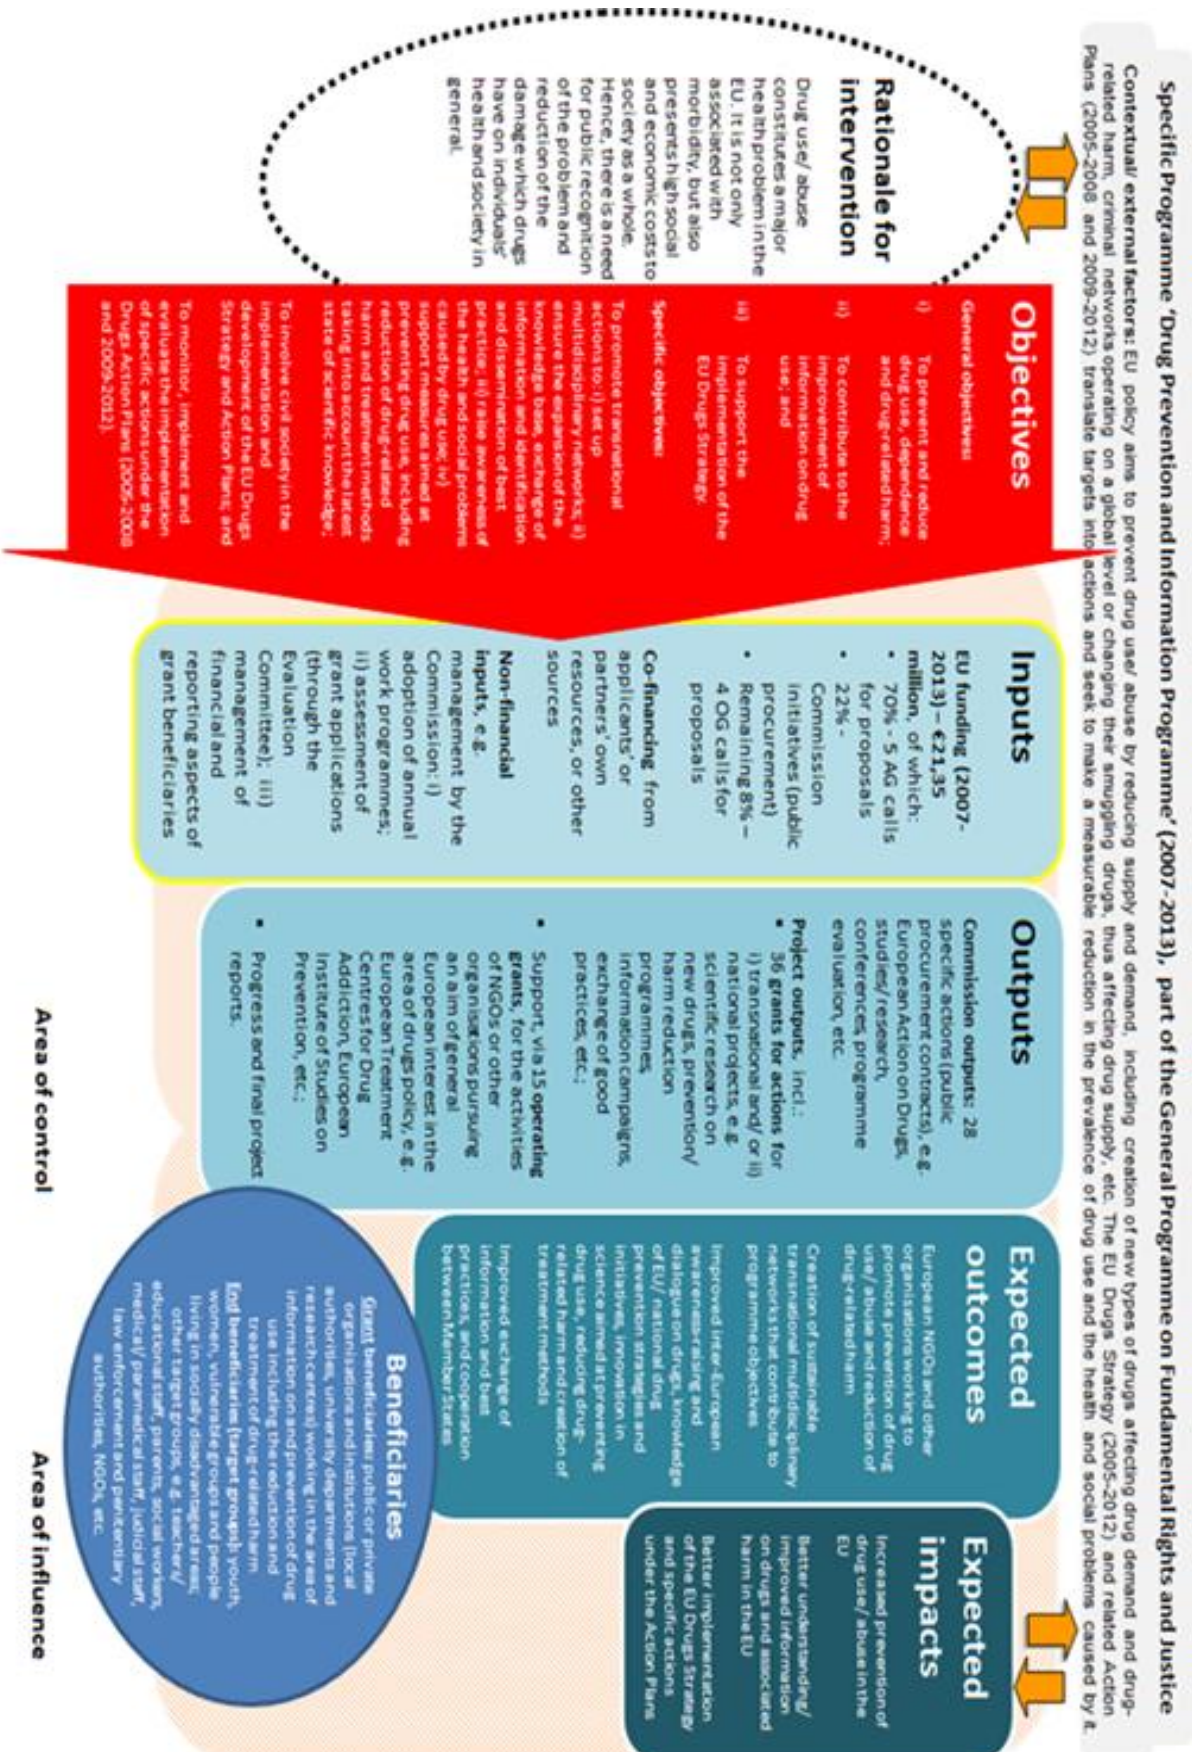 Specific Programme ‘Drug Prevention and Information Programme’ (2007-2013), part of the General Programme on Fundamental Rights and Justice
Contextual/ external factors: EU policy aims to prevent drug use/ abuse by reducing supply and demand, including creation of new types of drugs affecting drug demand and drug-
related harm, criminal networks operating on a global level or changing their smuggling drugs, thus affecting drug supply, etc. The EU Drugs Strategy (2005-2012) and related Action
Plans (2005-2008 and 2009-2012) translate targets into actions and seek to make a measurable reduction in the prevalence of drug use and the health and social problems caused by it.
Rationale for
intervention
Drug use/ abuse
constitutes a major
health problem in the
EU. It is not only
associated with
morbidity, but also
presents high social
and economic costs to
society as a whole.
Hence, there is a need
for public recognition
of the problem and
reduction of the
damage which drugs
have on individuals’
health and society in
general.
Objectives
General objectives:
i) To prevent and reduce
drug use, dependence
and drug-related harm;
ii) To contribute to the
improvement of
information on drug
use; and
iii) To support the
implementation of the
EU Drugs Strategy.
Specific objectives:
To promote transnational
actions to: i) set up
multidisciplinary networks; ii)
ensure the expansion of the
knowledge base, exchange of
information and identification
and dissemination of best
practice; iii) raise awareness of
the health and social problems
caused by drug use; iv)
support measures aimed at
preventing drug use, including
reduction of drug-related
harm and treatment methods
taking into account the latest
state of scientific knowledge;
To involve civil society in the
implementation and
development of the EU Drugs
Strategy and Action Plans; and
To monitor, implement and
evaluate the implementation
of specific actions under the
Drugs Action Plans (2005-2008
and 2009-2012).
Inputs
EU funding (2007-
2013) – €21,35
million, of which:
• 70% - 5 AG calls
for proposals
• 22% -
Commission
initiatives (public
procurement)
• Remaining 8% –
4 OG calls for
proposals
Co-financing from
applicants’ or
partners’ own
resources, or other
sources
Non-financial
inputs, e.g.
management by the
Commission: i)
adoption of annual
work programmes;
ii) assessment of
grant applications
(through the
Evaluation
Committee); iii)
management of
financial and
reporting aspects of
grant beneficiaries
Outputs
Commission outputs: 28
specific actions (public
procurement contracts), e.g.
European Action on Drugs,
studies/ research,
conferences, programme
evaluation, etc.
Project outputs, incl.:
• 36 grants for actions for
i) transnational and/ or ii)
national projects, e.g.
scientific research on
new drugs, prevention/
harm reduction
programmes,
information campaigns,
exchange of good
practices, etc.;
• Support, via 15 operating
grants, for the activities
of NGOs or other
organisations pursuing
an aim of general
European interest in the
area of drugs policy, e.g.
European Treatment
Centres for Drug
Addiction, European
Institute of Studies on
Prevention, etc.;
• Progress and final project
reports.
Expected
outcomes
European NGOs and other
organisations working to
promote prevention of drug
use/ abuse and reduction of
drug-related harm
Creation of sustainable
transnational multidisciplinary
networks that contribute to
programme objectives
Improved inter-European
awareness-raising and
dialogue on drugs, knowledge
of EU/ national drug
prevention strategies and
initiatives, innovation in
science aimed at preventing
drug use, reducing drug-
related harm and creation of
treatment methods
Improved exchange of
information and best
practices, and cooperation
between Member States
Expected
impacts
Increased prevention of
drug use/ abuse in the
EU
Better understanding/
improved information
on drugs and associated
harm in the EU
Better implementation
of the EU Drugs Strategy
and specific actions
under the Action Plans
Beneficiaries
Grant beneficiaries: public or private
organisations and institutions (local
authorities, university departments and
research centres) working in the area of
information on and prevention of drug
use including the reduction and
treatment of drug-related harm
End beneficiaries (target groups): youth,
women, vulnerable groups and people
living in socially disadvantaged areas;
other target groups, e.g. teachers/
educational staff, parents, social workers,
medical/ paramedical staff, judicial staff,
law enforcement and penitentiary
authorities, NGOs, etc.
Area of control
Area of influence